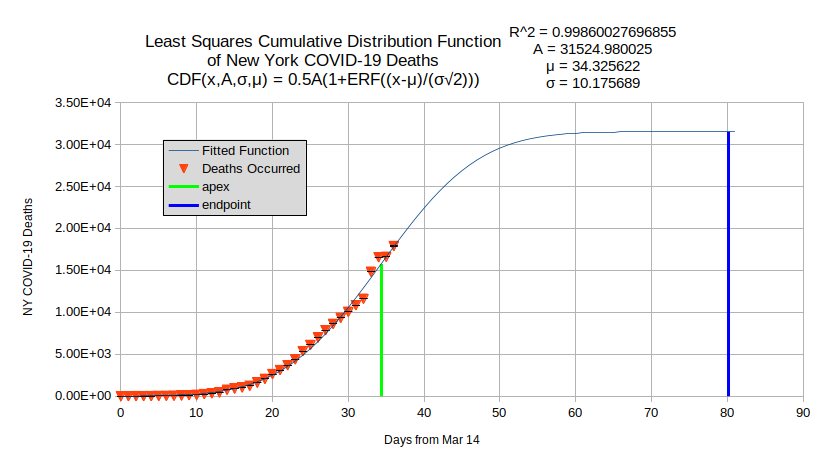 Least Squares Cumulative Distribution Function
of New York COVID-19 Deaths
CDF(x,A,σ,μ) = 0.5A(1+ERF((x-μ)/(σ√2)))
R^2 = 0.99860027696855
A = 31524.980025
μ = 34.325622
σ = 10.175689
3.50E+04
3.00E+04
2.50E+04
2.00E+04
1.50E+04
1.00E+04
5.00E+03
0.00E+00
NY COVID-19 Deaths
Fitted Function
Deaths Occurred
apex
endpoint
0 10 20 30 40 50 60 70 80 90
Days from Mar 14